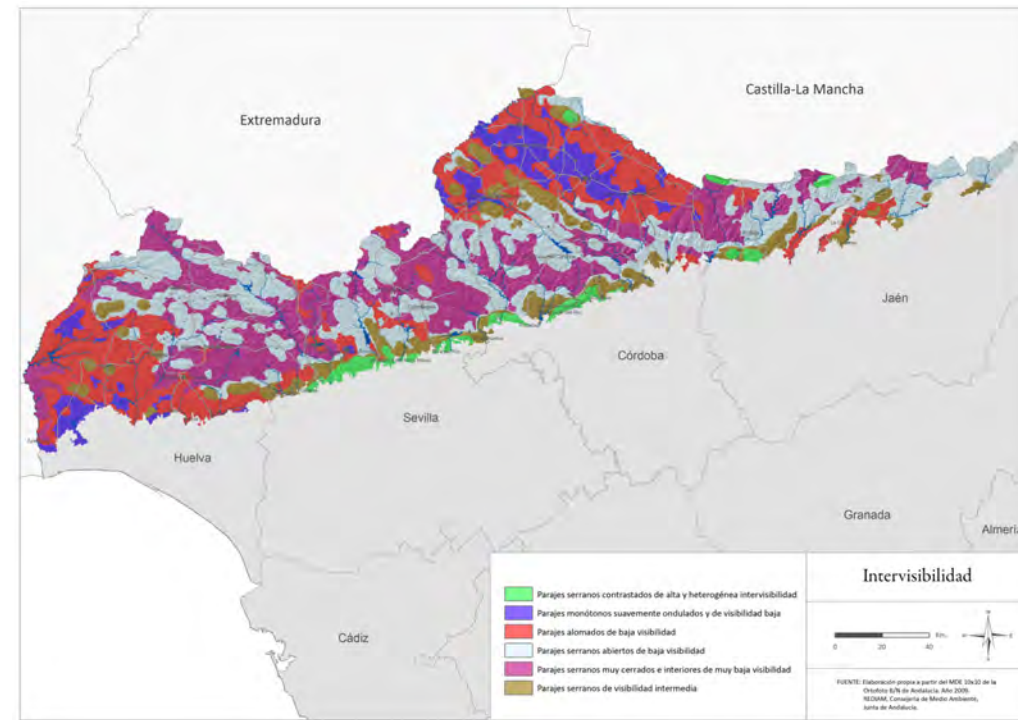 Castilla-La Mancha
Extremadura
Jaén
Córdoba
Sevilla
Huelva
Granada
Almería
Cádiz
Intervisibilidad
Parajes serranos contrastados de alta y heterogénea intervisibilidad
Parajes monótonos suavemente ondulados y de visibilidad baja
Parajes alomados de baja visibilidad
Parajes serranos abiertos de baja visibilidad
Parajes serranos muy cerrados e interiores de muy baja visibilidad
Parajes serranos de visibilidad intermedia
Km.
0 20 40
FUENTE: Elaboración propia a partir del MDE 10x10 de la
Ortofoto B/N de Andalucía. Año 2009.
REDIAM, Consejería de Medio Ambiente,
Junta de Andalucía.